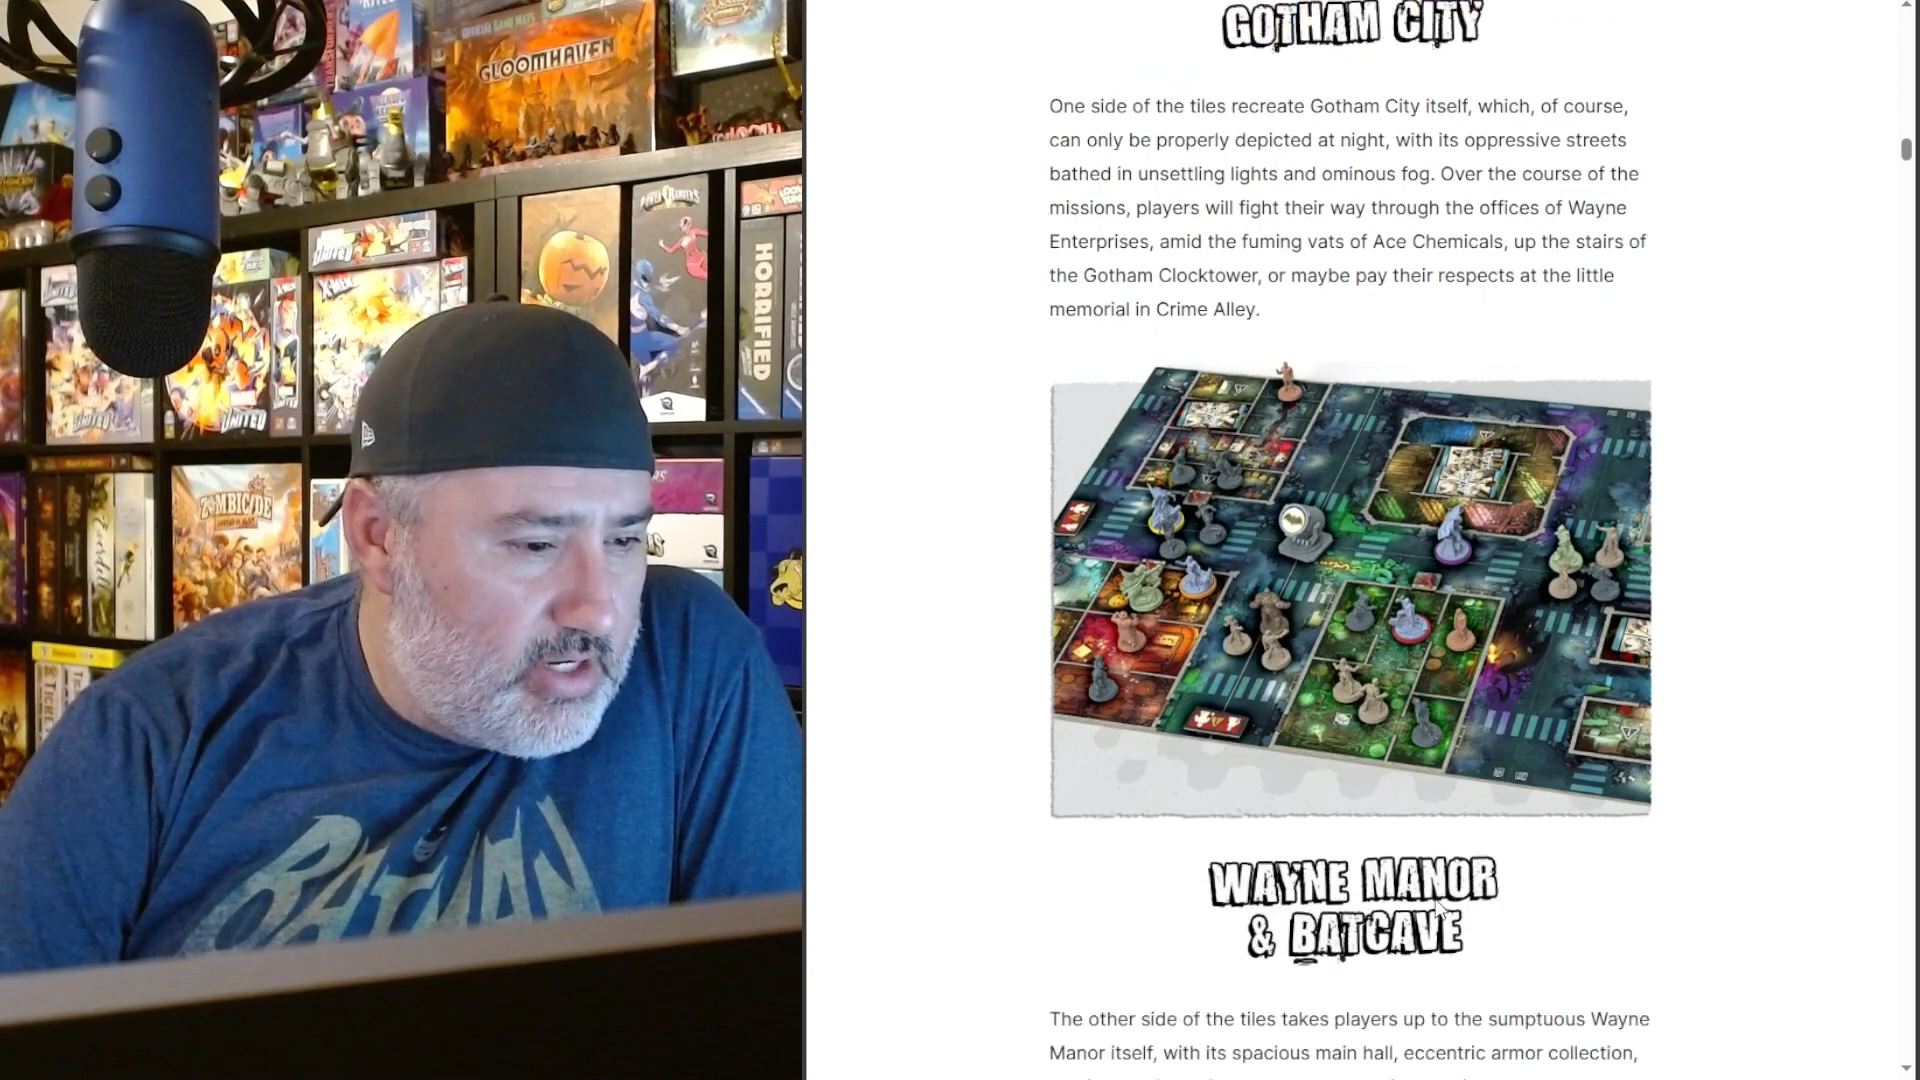 GOTHAM CITY
One side of the tiles recreate Gotham City itself, which, of course,
can only be properly depicted at night, with its oppressive streets
bathed in unsettling lights and ominous fog. Over the course of the
missions, players will fight their way through the offices of Wayne
Enterprises, amid the fuming vats of Ace Chemicals, up the stairs of
the Gotham Clocktower, or maybe pay their respects at the little
memorial in Crime Alley.
WAYNE MANOR
& BATCAVE
The other side of the tiles takes players up to the sumptuous Wayne
Manor itself, with its spacious main hall, eccentric armor collection,
GLOOMHAVEN
TRANSFORMERS
POWER RANGERS
HORRIFIED
X-MEN
UNITED
UNITED
ZOMBICIDE
BATMAN